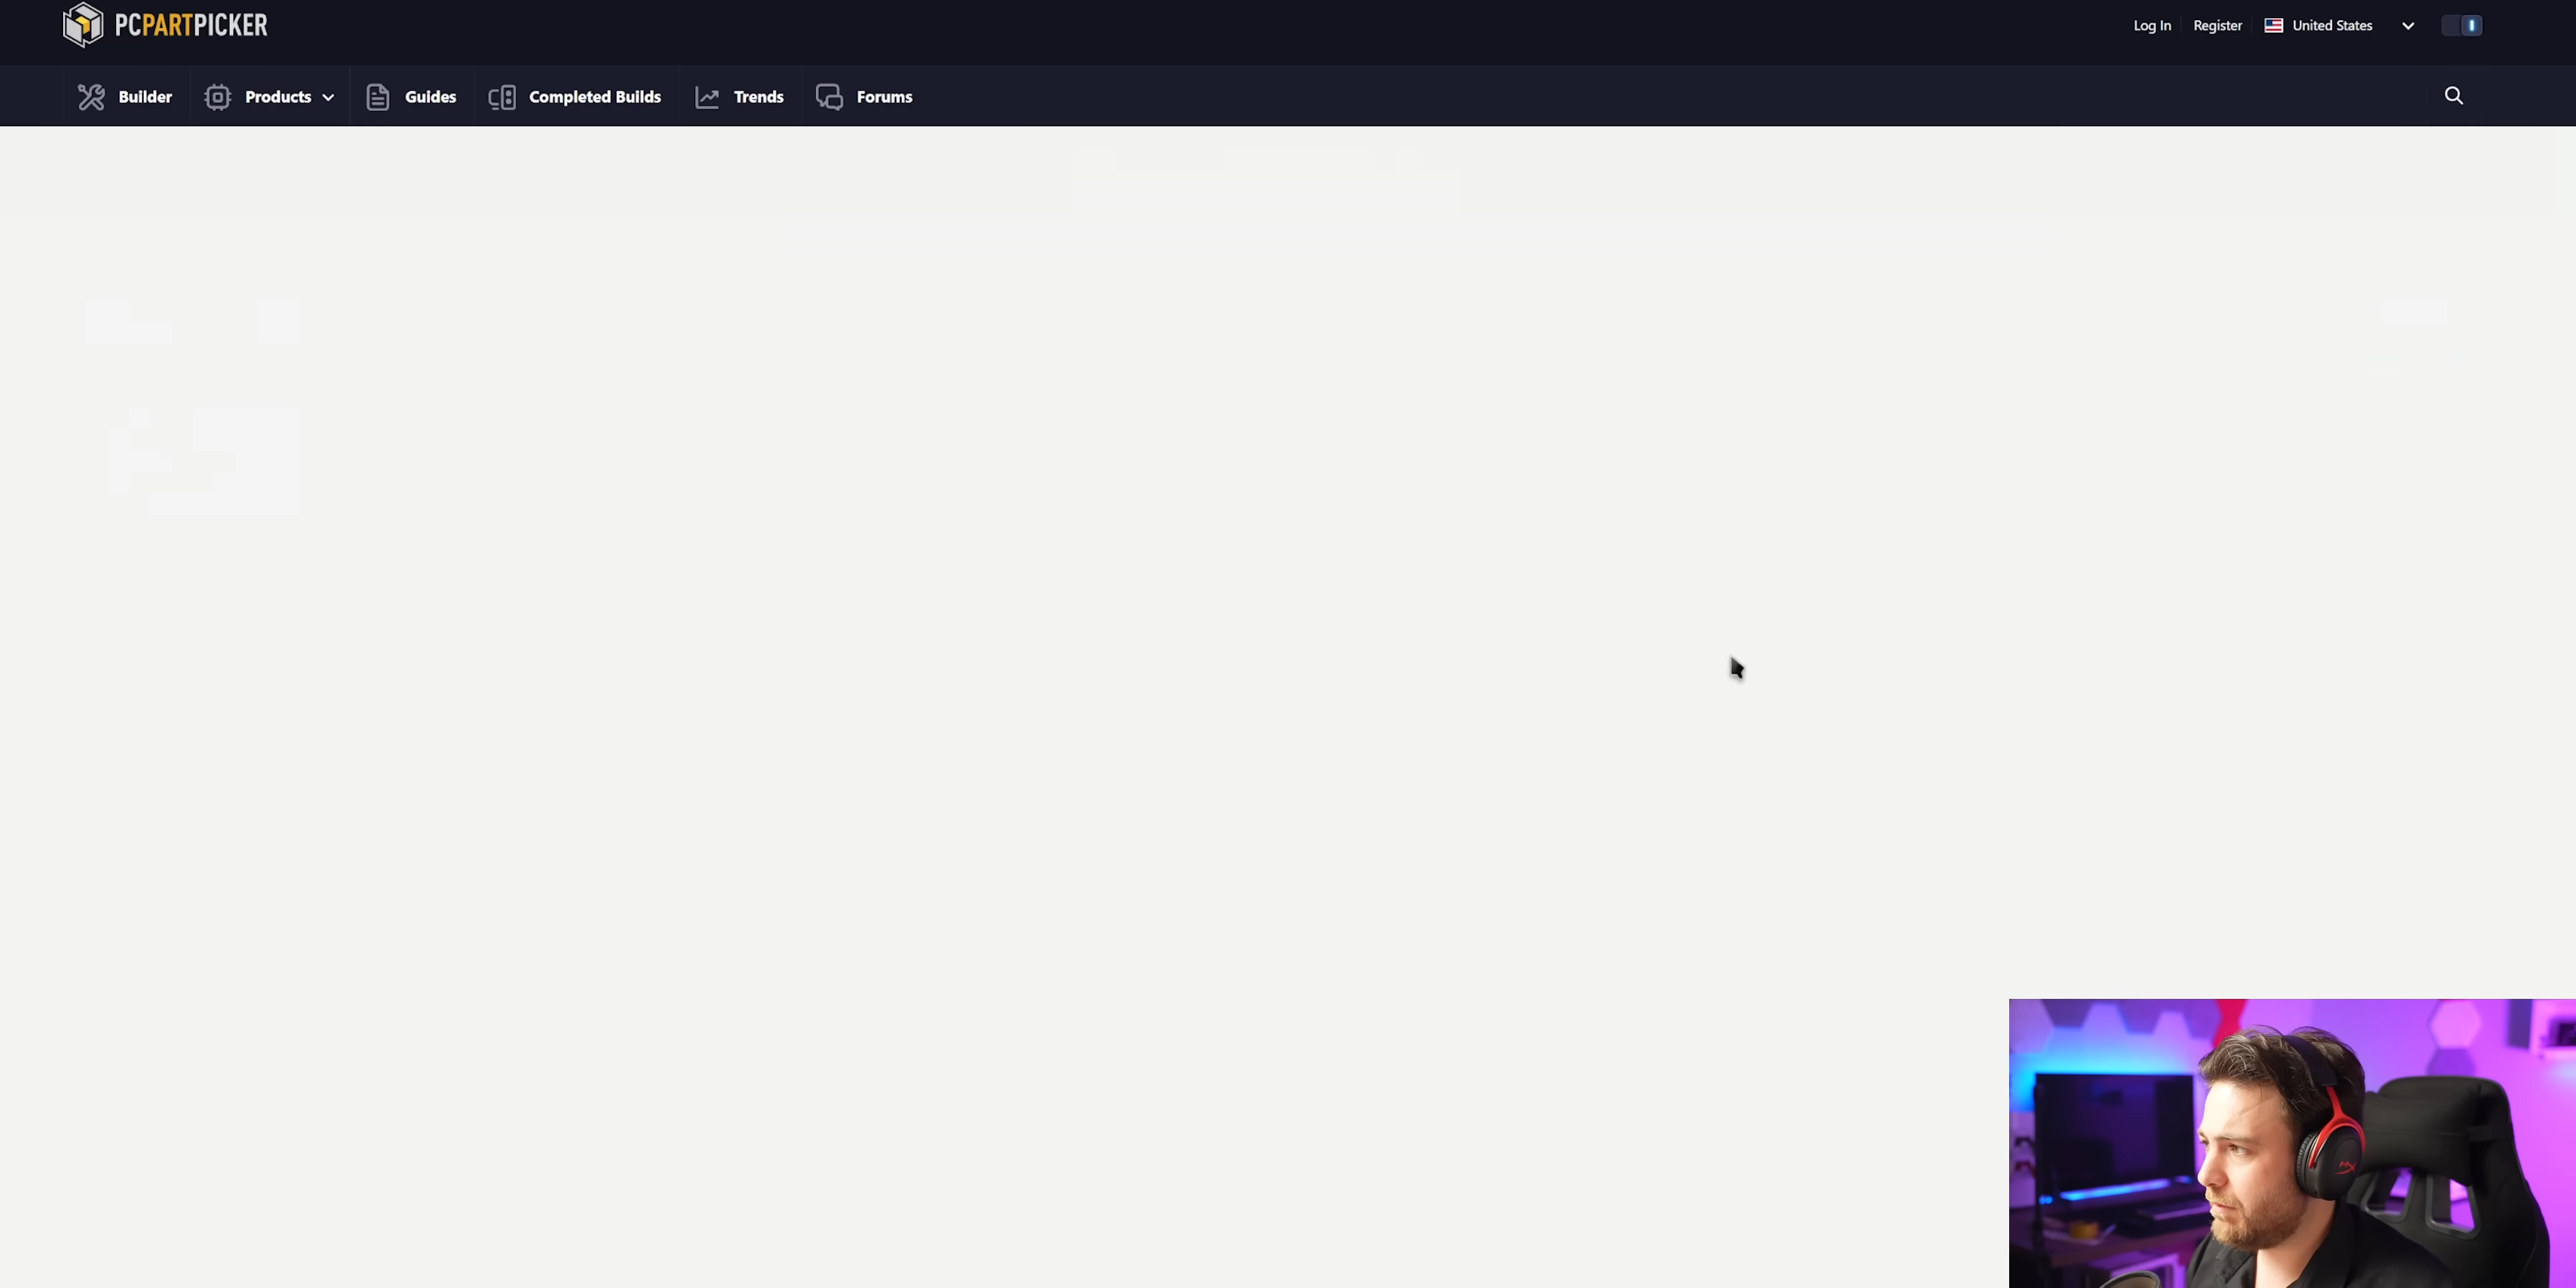 PCPARTPICKER
Log In
Register
United States
Builder
Products
Guides
Completed Builds
Trends
Forums